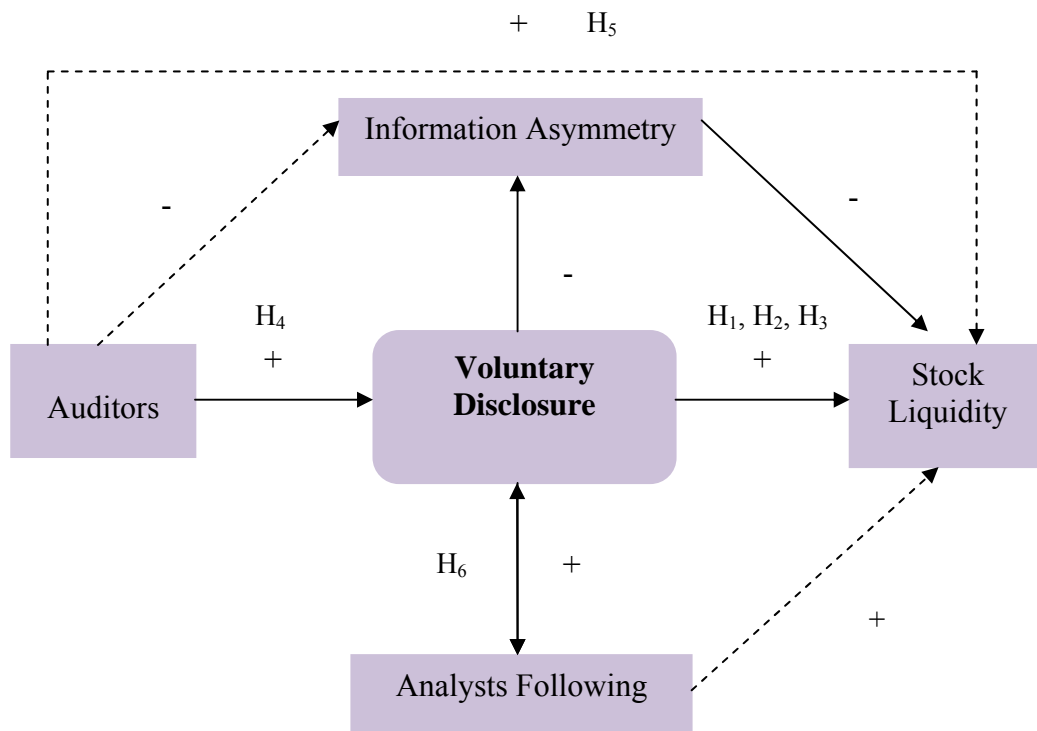 + H₅
Information Asymmetry
-
-
-
H₄
+
H₁, H₂, H₃
+
Auditors
Voluntary
Disclosure
Stock
Liquidity
H₆ +
+
Analysts Following